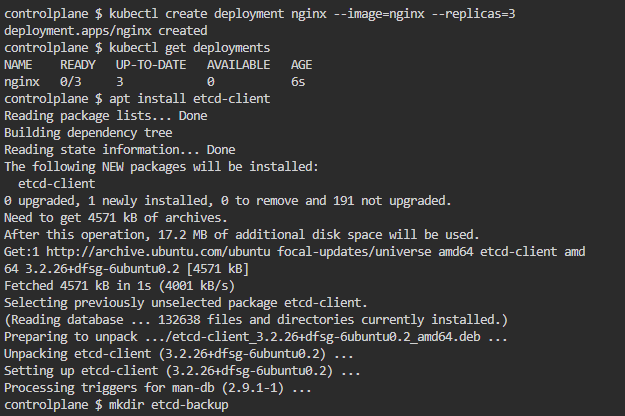 controlplane $ kubectl create deployment nginx --image=nginx --replicas=3
deployment.apps/nginx created
controlplane $ kubectl get deployments
NAME    READY   UP-TO-DATE   AVAILABLE   AGE
nginx   0/3     3            0           6s
controlplane $ apt install etcd-client
Reading package lists... Done
Building dependency tree
Reading state information... Done
The following NEW packages will be installed:
  etcd-client
0 upgraded, 1 newly installed, 0 to remove and 191 not upgraded.
Need to get 4571 kB of archives.
After this operation, 17.2 MB of additional disk space will be used.
Get:1 http://archive.ubuntu.com/ubuntu focal-updates/universe amd64 etcd-client amd
64 3.2.26+dfsg-6ubuntu0.2 [4571 kB]
Fetched 4571 kB in 1s (4001 kB/s)
Selecting previously unselected package etcd-client.
(Reading database ... 132638 files and directories currently installed.)
Preparing to unpack .../etcd-client_3.2.26+dfsg-6ubuntu0.2_amd64.deb ...
Unpacking etcd-client (3.2.26+dfsg-6ubuntu0.2) ...
Setting up etcd-client (3.2.26+dfsg-6ubuntu0.2) ...
Processing triggers for man-db (2.9.1-1) ...
controlplane $ mkdir etcd-backup